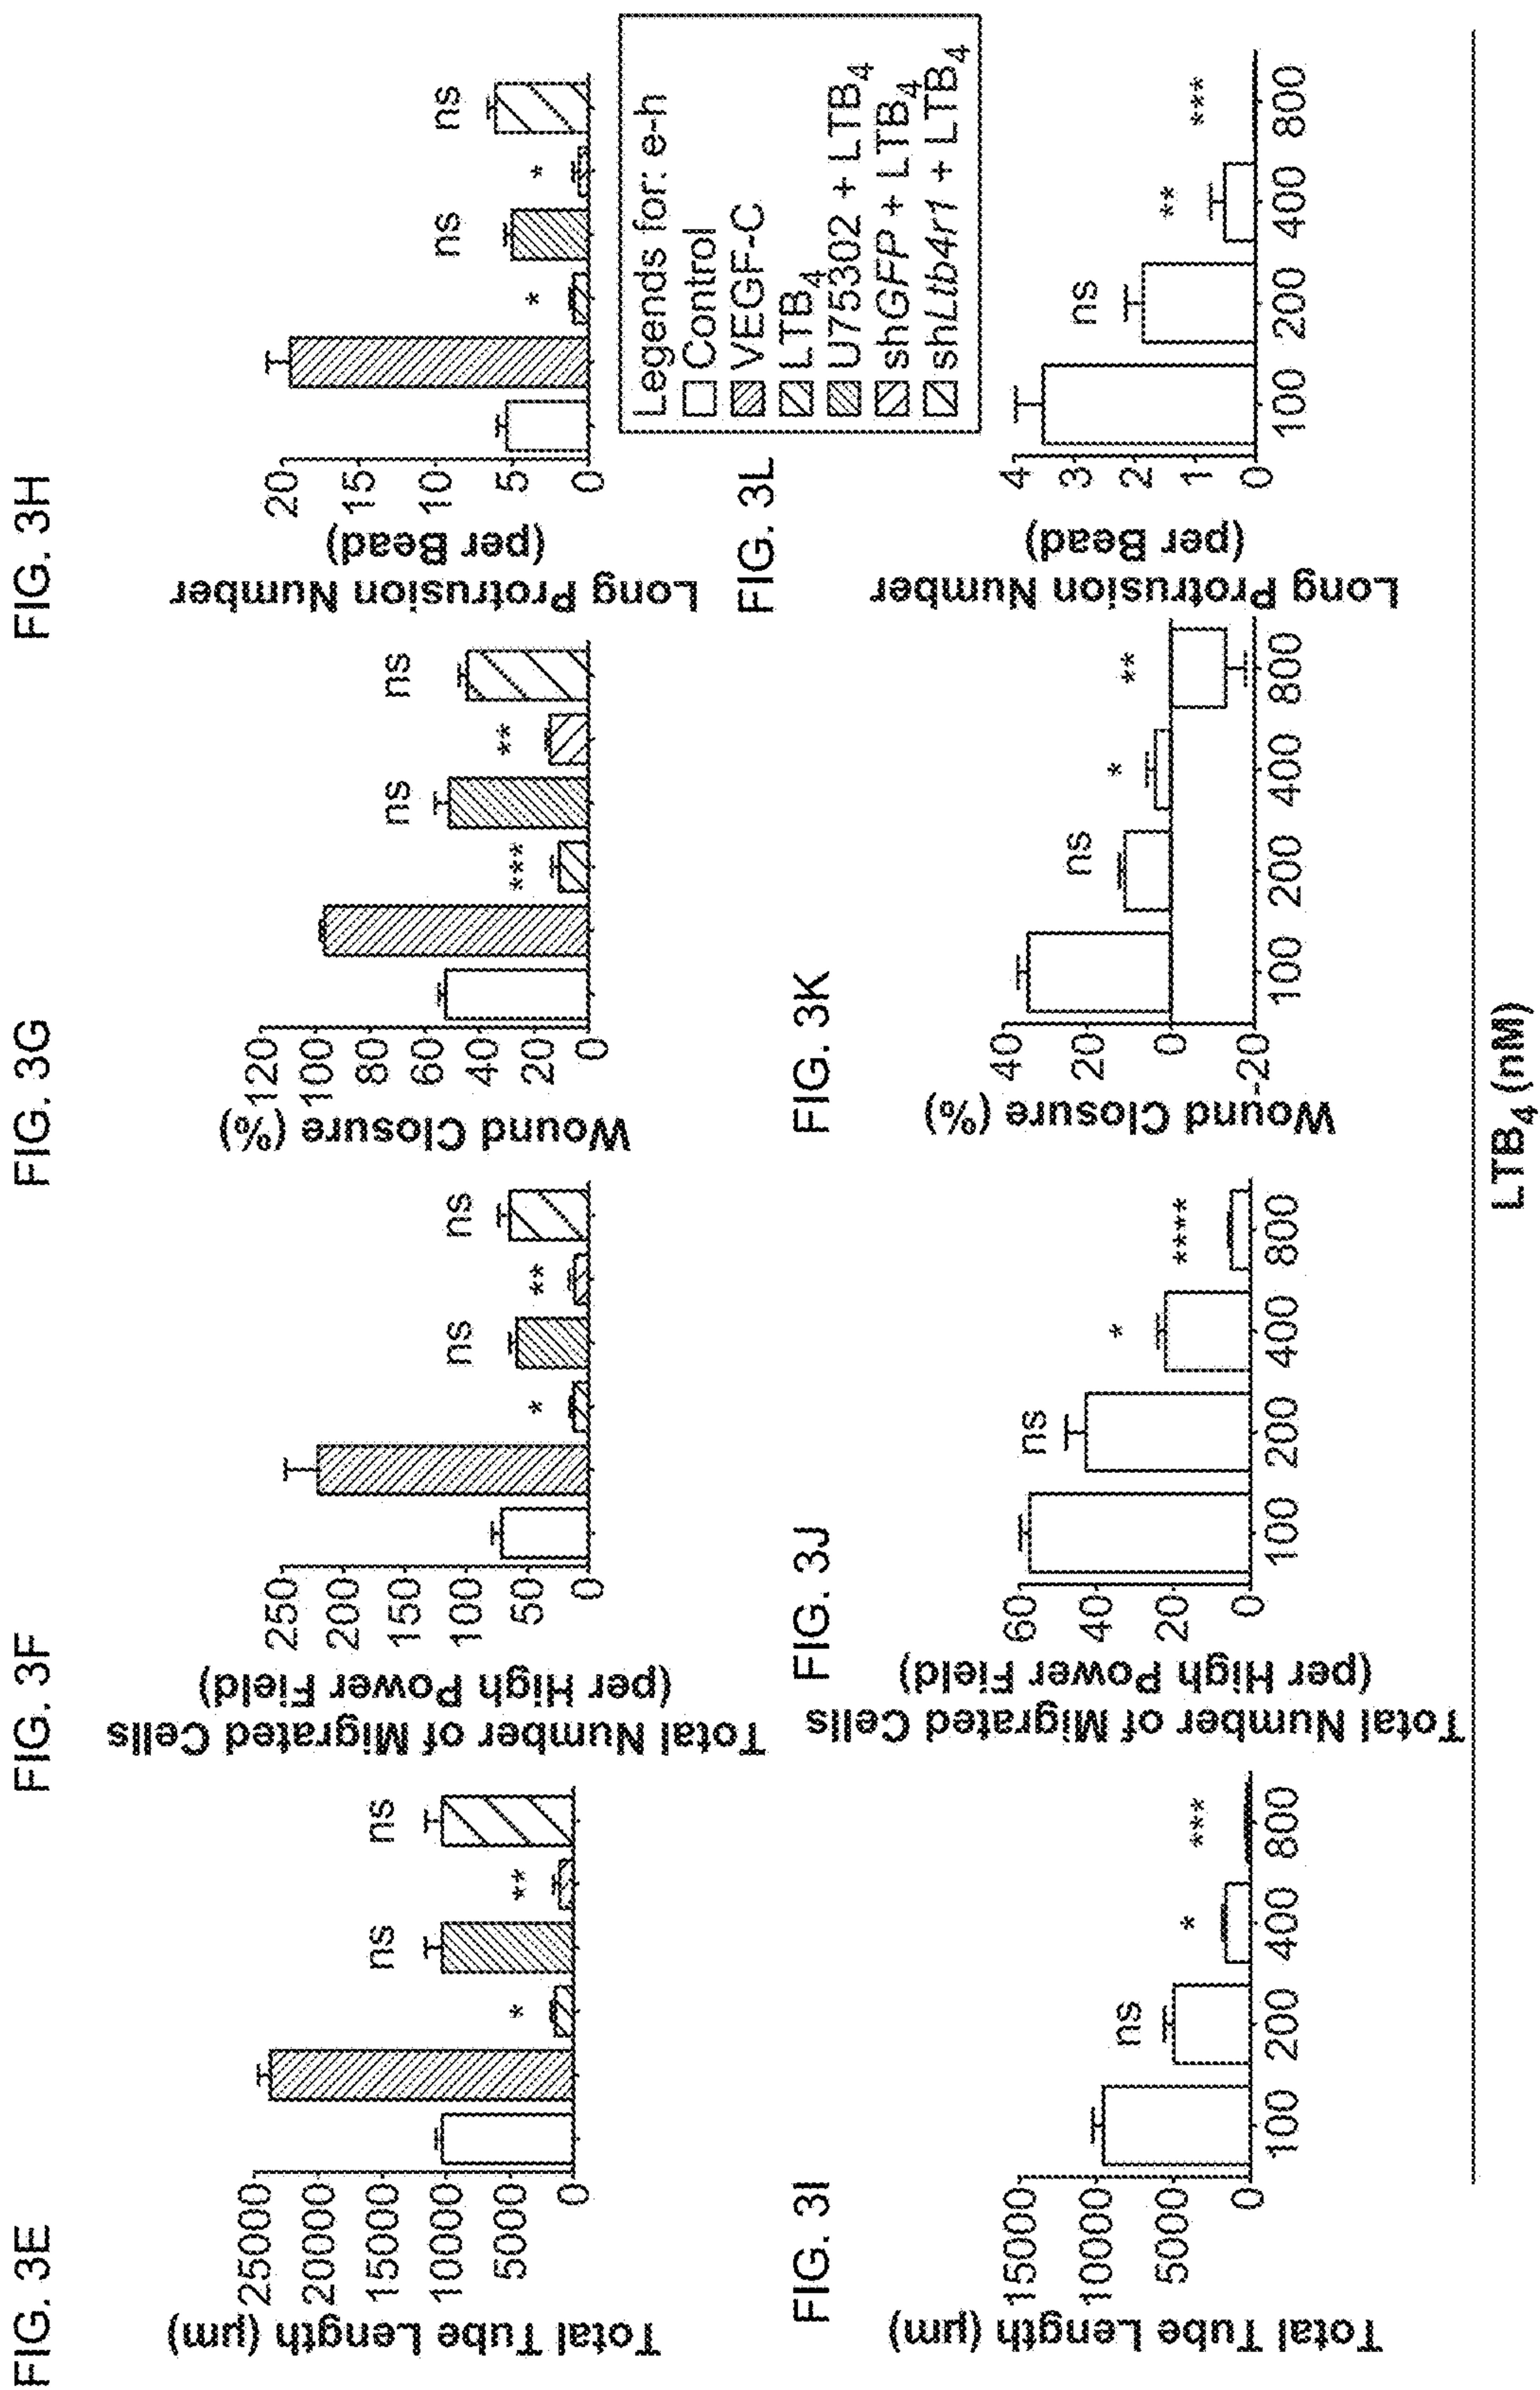 FIG. 3E
Total Tube Length (µm)
25000
20000
15000
10000
5000
0
*
ns
**
ns
FIG. 3F
Total Number of Migrated Cells
(per High Power Field)
250
200
150
100
50
0
*
ns
**
ns
FIG. 3G
Wound Closure (%)
120
100
80
60
40
20
0
***
ns
**
ns
FIG. 3H
Long Protrusion Number
(per Bead)
20
15
10
5
0
*
ns
*
ns
Legends for: e-h
Control
VEGF-C
LTB4
U75302 + LTB4
shGFP + LTB4
shLtb4r1 + LTB4
FIG. 3I
Total Tube Length (µm)
15000
10000
5000
0
ns
*
***
100 200 400 800
FIG. 3J
Total Number of Migrated Cells
(per High Power Field)
60
40
20
0
ns
*
****
100 200 400 800
FIG. 3K
Wound Closure (%)
40
20
0
-20
ns
*
**
100 200 400 800
FIG. 3L
Long Protrusion Number
(per Bead)
4
3
2
1
0
ns
**
***
100 200 400 800
LTB4 (nM)